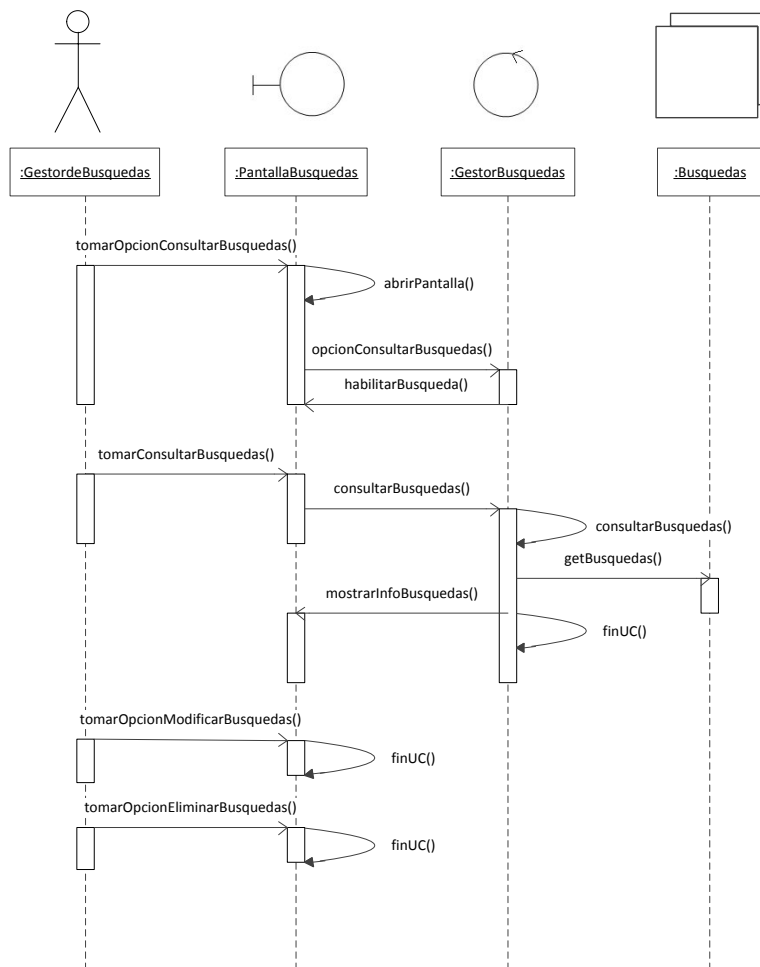 :GestordeBusquedas
:PantallaBusquedas
:GestorBusquedas
:Busquedas
tomarOpcionConsultarBusquedas()
abrirPantalla()
opcionConsultarBusquedas()
habilitarBusqueda()
tomarConsultarBusquedas()
consultarBusquedas()
consultarBusquedas()
getBusquedas()
mostrarInfoBusquedas()
finUC()
tomarOpcionModificarBusquedas()
finUC()
tomarOpcionEliminarBusquedas()
finUC()